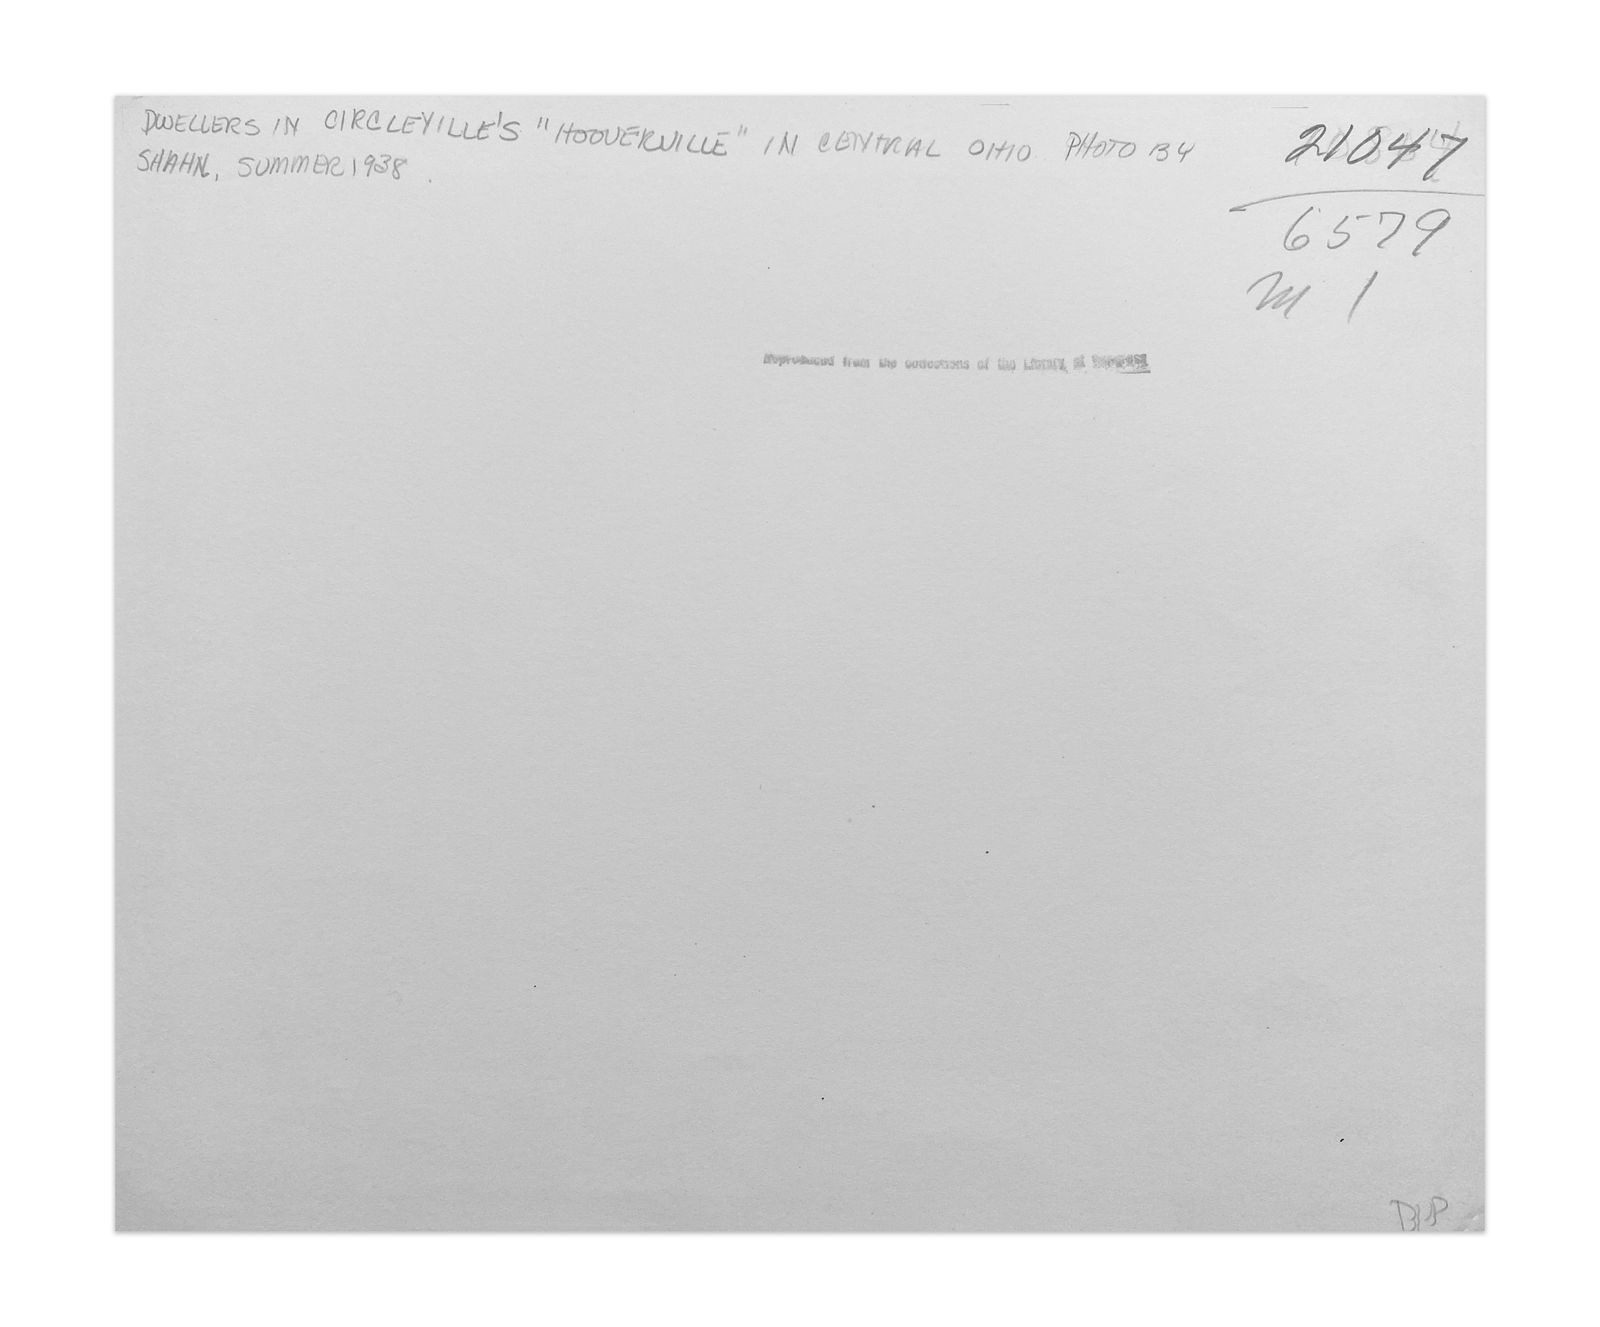 DWELLERS IN CIRCLEVILLE'S "HOOVERVILLE" IN CENTRAL OHIO PHOTO BY
SHAHN, SUMMER 1938.
21047
6579
M 1
Reproduced from the collections of the Library of Congress